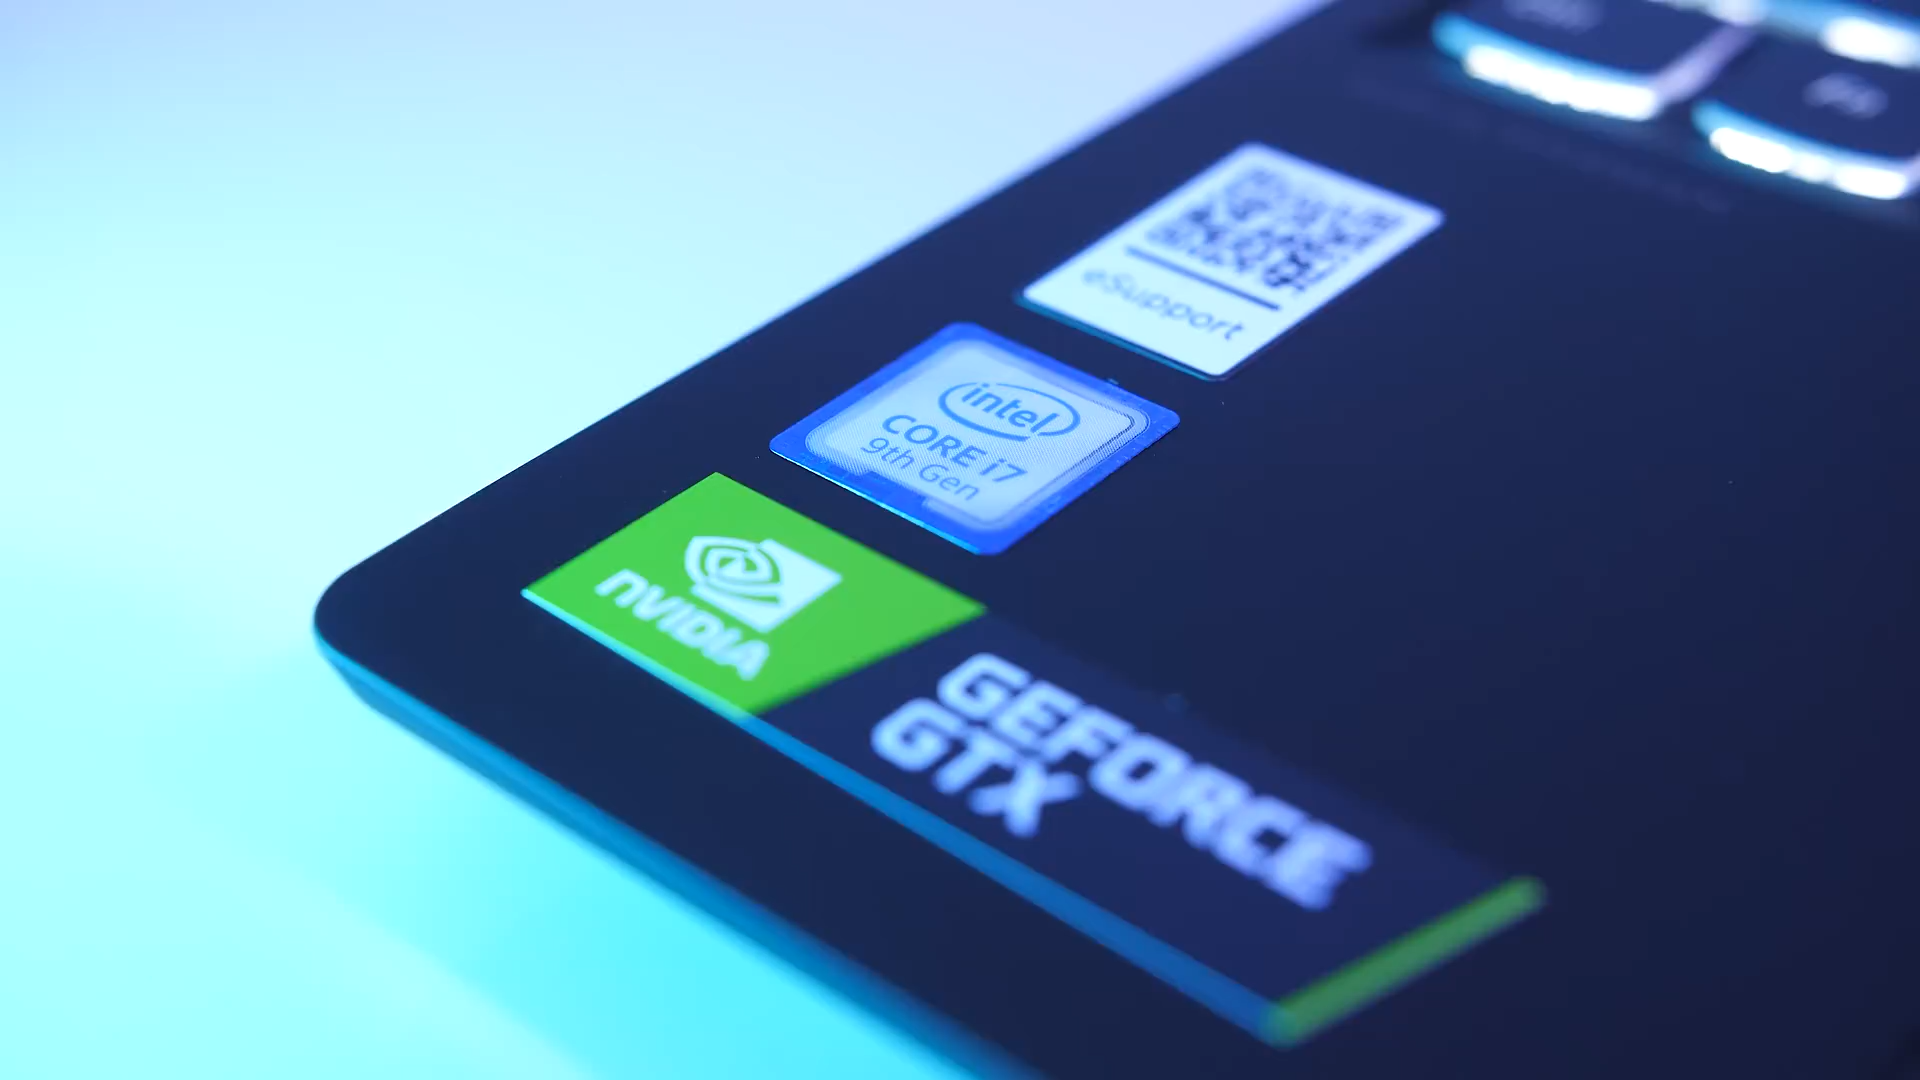 eSupport
intel
CORE i7
9th Gen
NVIDIA
GEFORCE
GTX